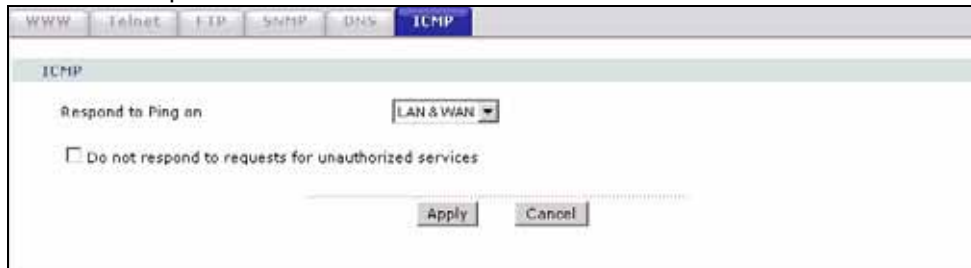 WWW Telnet FTP SNMP DNS ICMP
ICMP
Respond to Ping on LAN & WAN
Do not respond to requests for unauthorized services
Apply Cancel